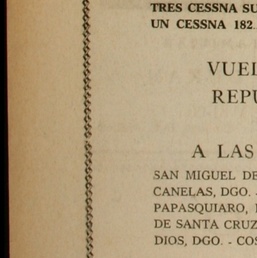 TRES CESSNA SU
UN CESSNA 182.
VUEL
REPU
A LAS
SAN MIGUEL DE
CANELAS, DGO. -
PAPASQUIARO,
DE SANTA CRUZ
DIOS, DGO. - COS